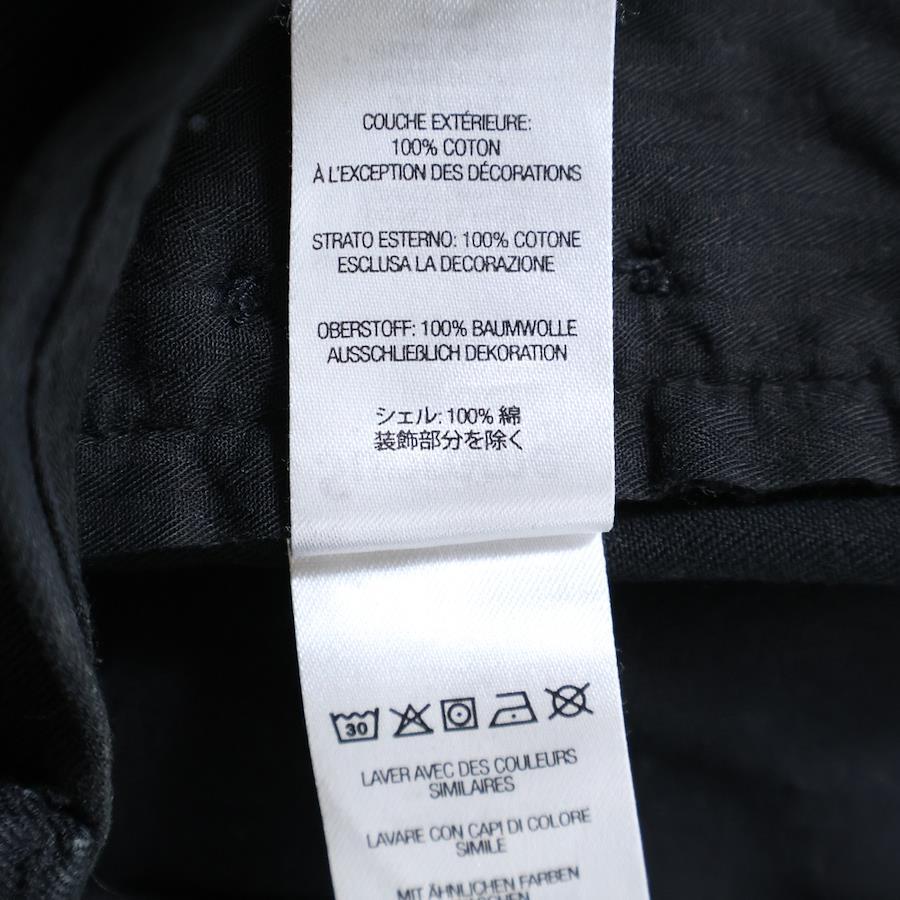 COUCHE EXTÉRIEURE:
100% COTON
À L'EXCEPTION DES DÉCORATIONS
STRATO ESTERNO: 100% COTONE
ESCLUSA LA DECORAZIONE
OBERSTOFF: 100% BAUMWOLLE
AUSSCHLIEßLICH DEKORATION
シェル: 100% 綿
装飾部分を除く
30
LAVER AVEC DES COULEURS
SIMILAIRES
LAVARE CON CAPI DI COLORE
SIMILE
MIT ÄHNLICHEN FARBEN